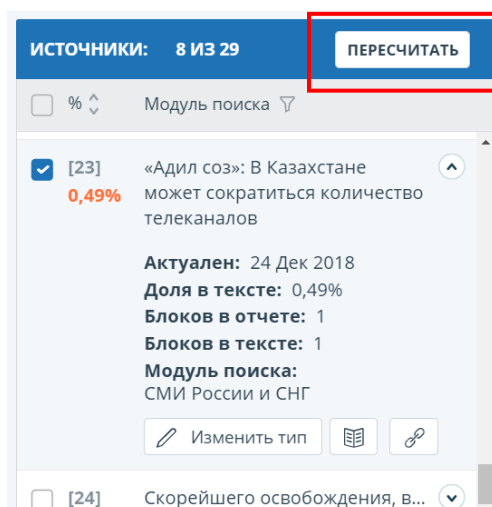 ИСТОЧНИКИ: 8 ИЗ 29 ПЕРЕСЧИТАТЬ
% Модуль поиска
[23] «Адил соз»: В Казахстане
0,49% может сократиться количество
телеканалов
Актуален: 24 Дек 2018
Доля в тексте: 0,49%
Блоков в отчете: 1
Блоков в тексте: 1
Модуль поиска:
СМИ России и СНГ
Изменить тип
[24] Скорейшего освобождения, в...